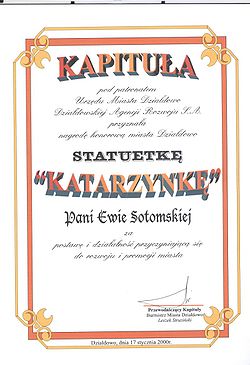 KAPITUŁA
pod patronatem
Urzędu Miasta Działdowo
Działdowskiej Agencji Rozwoju S.A.
przyznała
nagrodę honorową miasta Działdowo
STATUETKĘ
"KATARZYNKĘ"
Pani Ewie Sotomskiej
za
postawę i działalność przyczyniającą się
do rozwoju i promocji miasta
Przewodniczący Kapituły
Burmistrz Miasta Działdowo
Leszek
Działdowo, dnia 17 stycznia 2000r.